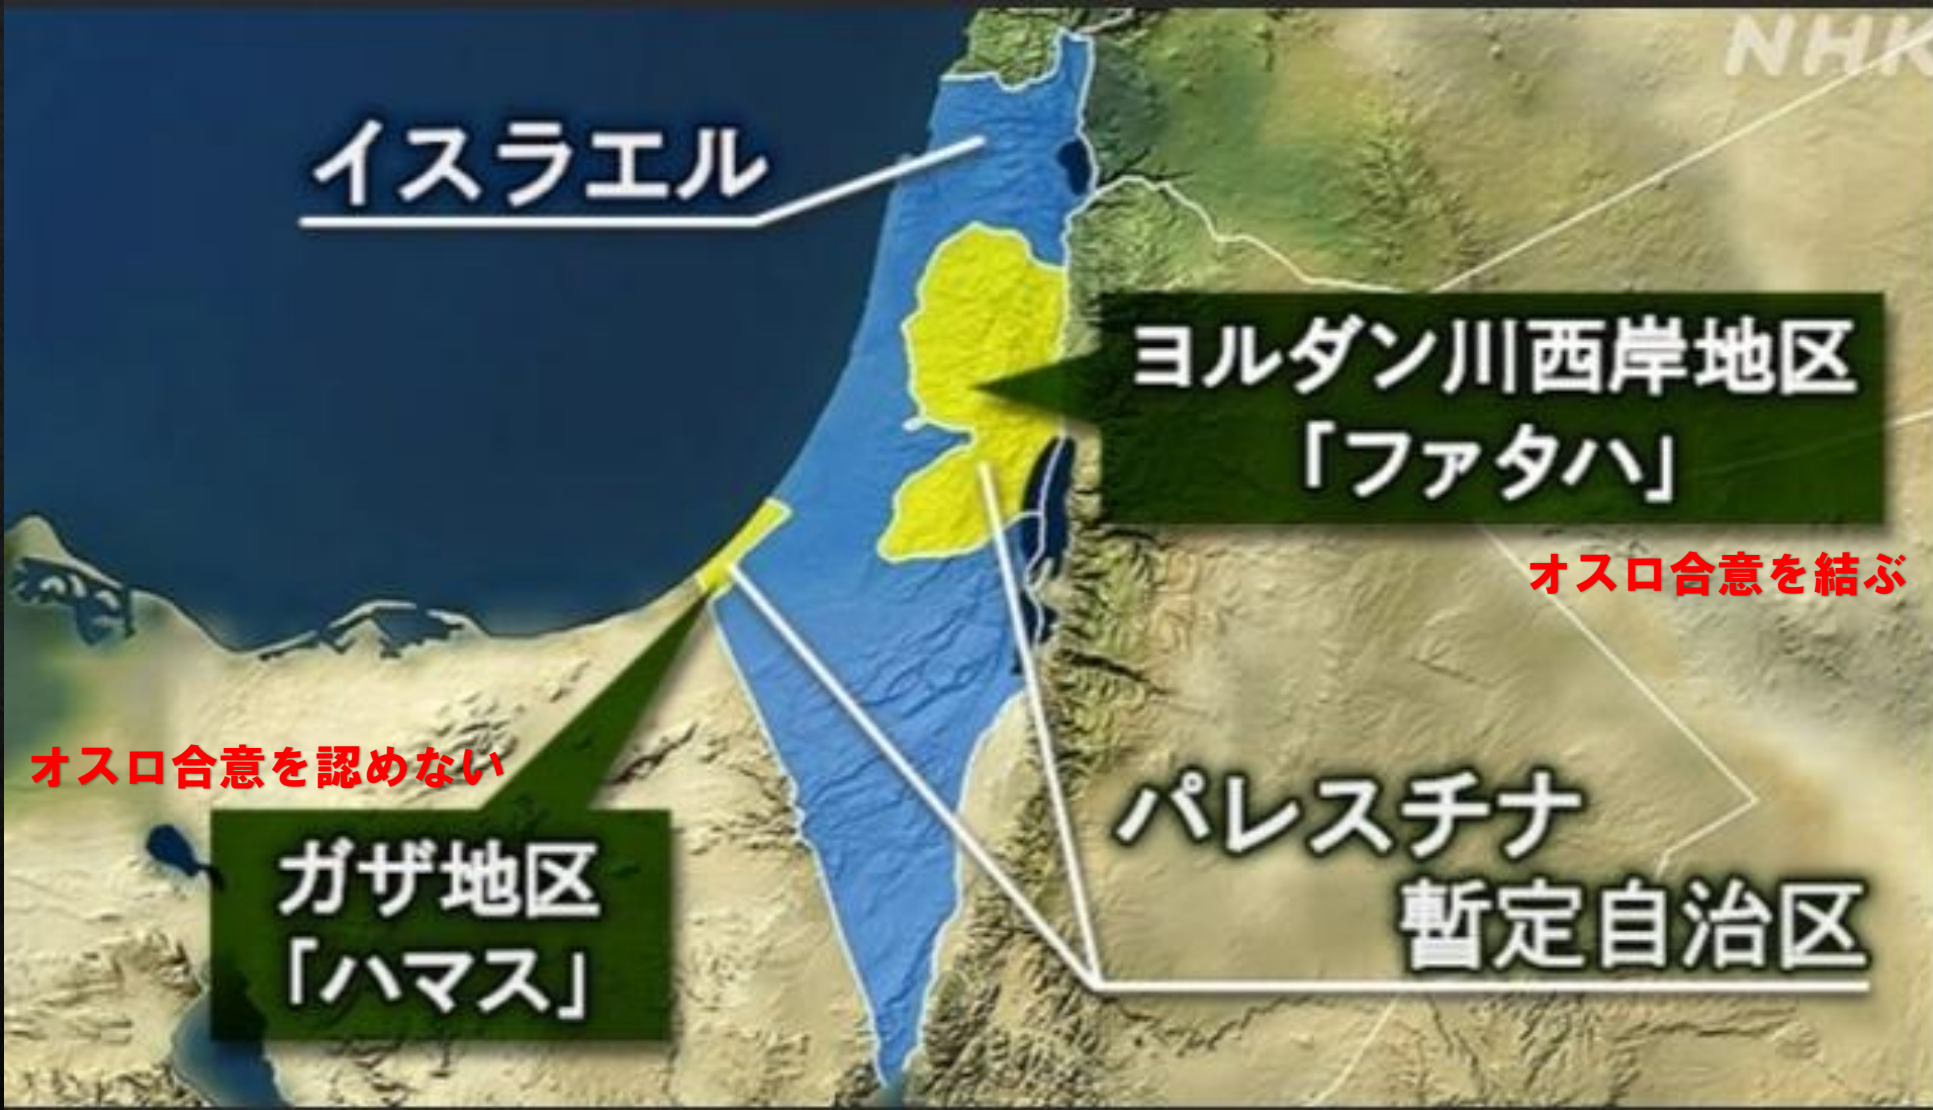 NHK
イスラエル
ヨルダン川西岸地区
「ファタハ」
オスロ合意を結ぶ
オスロ合意を認めない
ガザ地区
「ハマス」
パレスチナ
暫定自治区